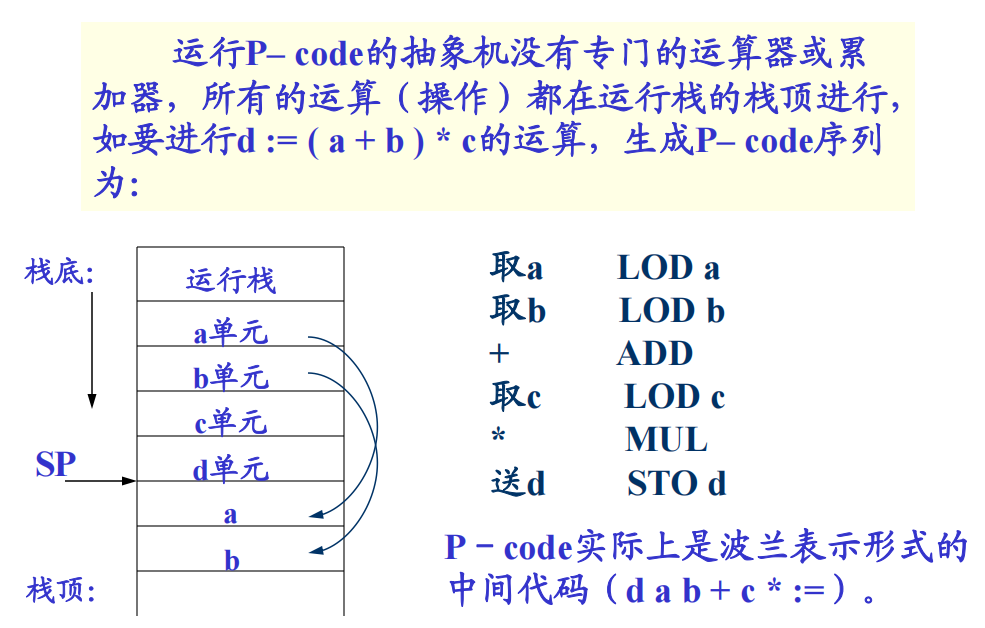 运行P– code的抽象机没有专门的运算器或累
加器，所有的运算（操作）都在运行栈的栈顶进行，
如要进行d := ( a + b ) * c的运算，生成P– code序列
为：
栈底:
运行栈
a单元
b单元
c单元
SP
d单元
a
b
栈顶:
取a LOD a
取b LOD b
+ ADD
取c LOD c
* MUL
送d STO d
P－code实际上是波兰表示形式的
中间代码（d a b + c * :=）。